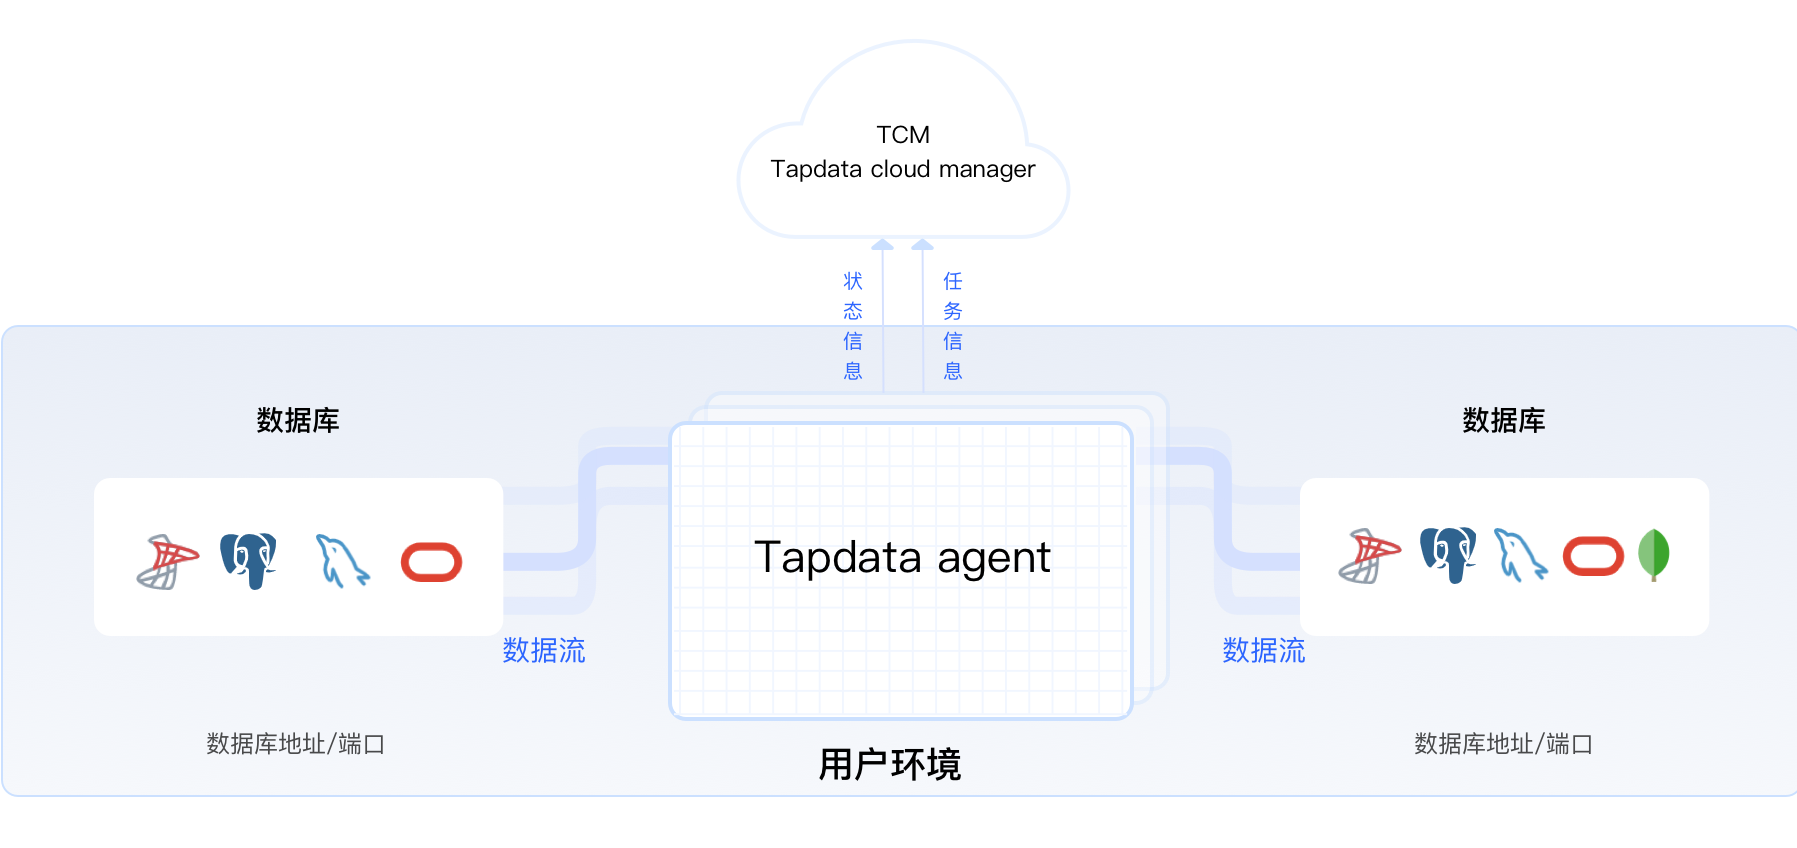 TCM
Tapdata cloud manager
状态信息
任务信息
数据库
数据库
Tapdata agent
数据流
数据流
数据库地址/端口
数据库地址/端口
用户环境